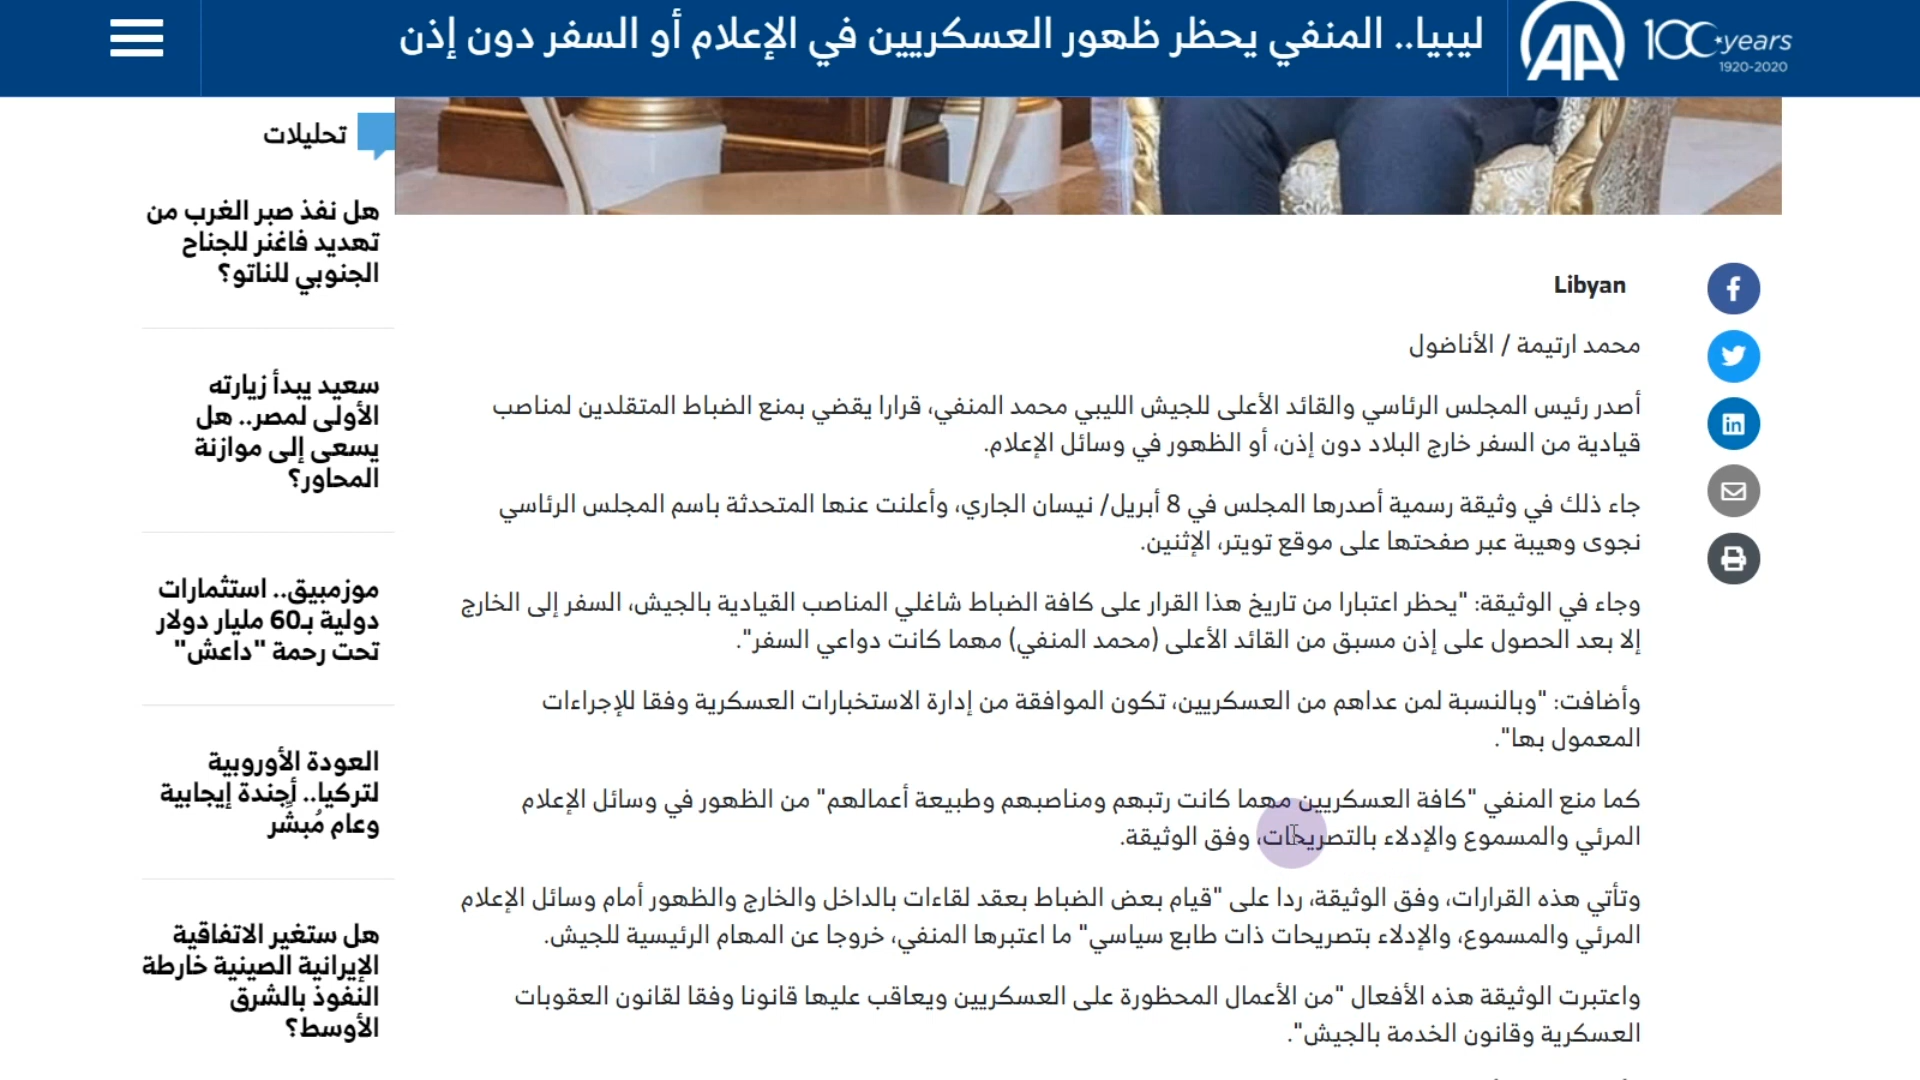 ليبيا.. المنفي يحظر ظهور العسكريين في الإعلام أو السفر دون إذن
AA
100 years
1920-2020
Libyan
محمد ارتيمة / الأناضول
أصدر رئيس المجلس الرئاسي والقائد الأعلى للجيش الليبي محمد المنفي، قرارا يقضي بمنع الضباط المتقلدين لمناصب
قيادية من السفر خارج البلاد دون إذن، أو الظهور في وسائل الإعلام.
جاء ذلك في وثيقة رسمية أصدرها المجلس في 8 أبريل/ نيسان الجاري، وأعلنت عنها المتحدثة باسم المجلس الرئاسي
نجوى وهيبة عبر صفحتها على موقع تويتر، الإثنين.
وجاء في الوثيقة: "يحظر اعتبارا من تاريخ هذا القرار على كافة الضباط شاغلي المناصب القيادية بالجيش، السفر إلى الخارج
إلا بعد الحصول على إذن مسبق من القائد الأعلى (محمد المنفي) مهما كانت دواعي السفر".
وأضافت: "وبالنسبة لمن عداهم من العسكريين، تكون الموافقة من إدارة الاستخبارات العسكرية وفقا للإجراءات
المعمول بها".
كما منع المنفي "كافة العسكريين مهما كانت رتبهم ومناصبهم وطبيعة أعمالهم" من الظهور في وسائل الإعلام
المرئي والمسموع والإدلاء بالتصريحات، وفق الوثيقة.
وتأتي هذه القرارات، وفق الوثيقة، ردا على "قيام بعض الضباط بعقد لقاءات بالداخل والخارج والظهور أمام وسائل الإعلام
المرئي والمسموع، والإدلاء بتصريحات ذات طابع سياسي" ما اعتبرها المنفي، خروجا عن المهام الرئيسية للجيش.
واعتبرت الوثيقة هذه الأفعال "من الأعمال المحظورة على العسكريين ويعاقب عليها قانونا وفقا لقانون العقوبات
العسكرية وقانون الخدمة بالجيش".
تحليلات
هل نفذ صبر الغرب من
تهديد فاغنر للجناح
الجنوبي للناتو؟
سعيد يبدأ زيارته
الأولى لمصر.. هل
يسعى إلى موازنة
المحاور؟
موزمبيق.. استثمارات
دولية بـ60 مليار دولار
تحت رحمة "داعش"
العودة الأوروبية
لتركيا.. أجندة إيجابية
وعام مُبشِّر
هل ستغير الاتفاقية
الإيرانية الصينية خارطة
النفوذ بالشرق
الأوسط؟